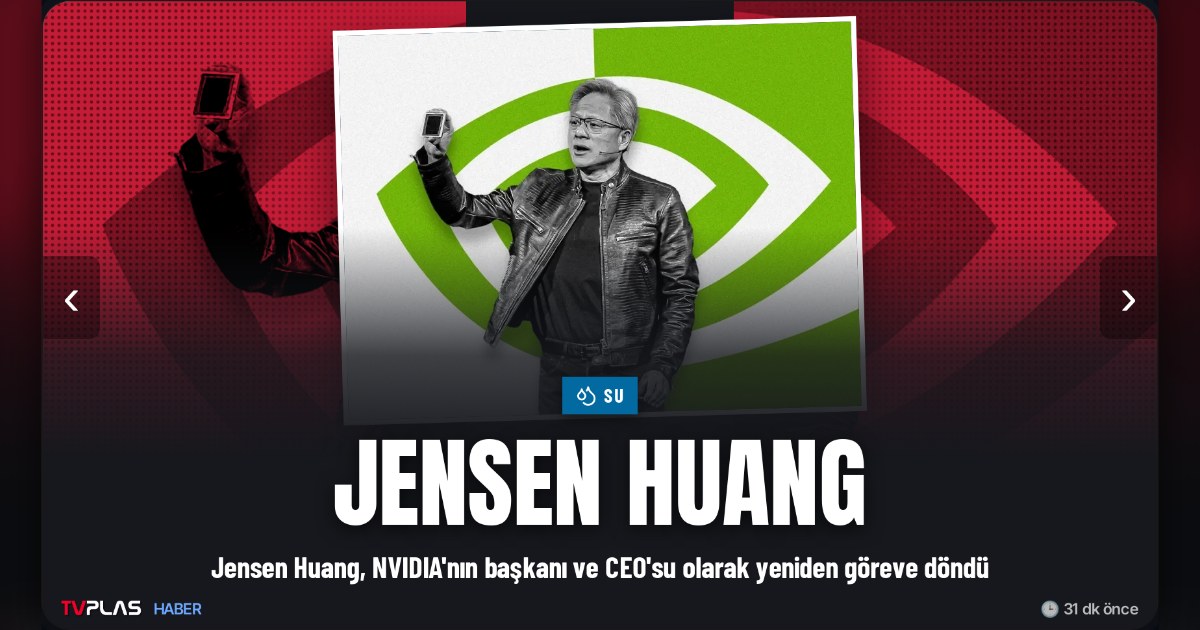 SU
JENSEN HUANG
Jensen Huang, NVIDIA'nın başkanı ve CEO'su olarak yeniden göreve döndü
TVPLAS HABER
31 dk önce